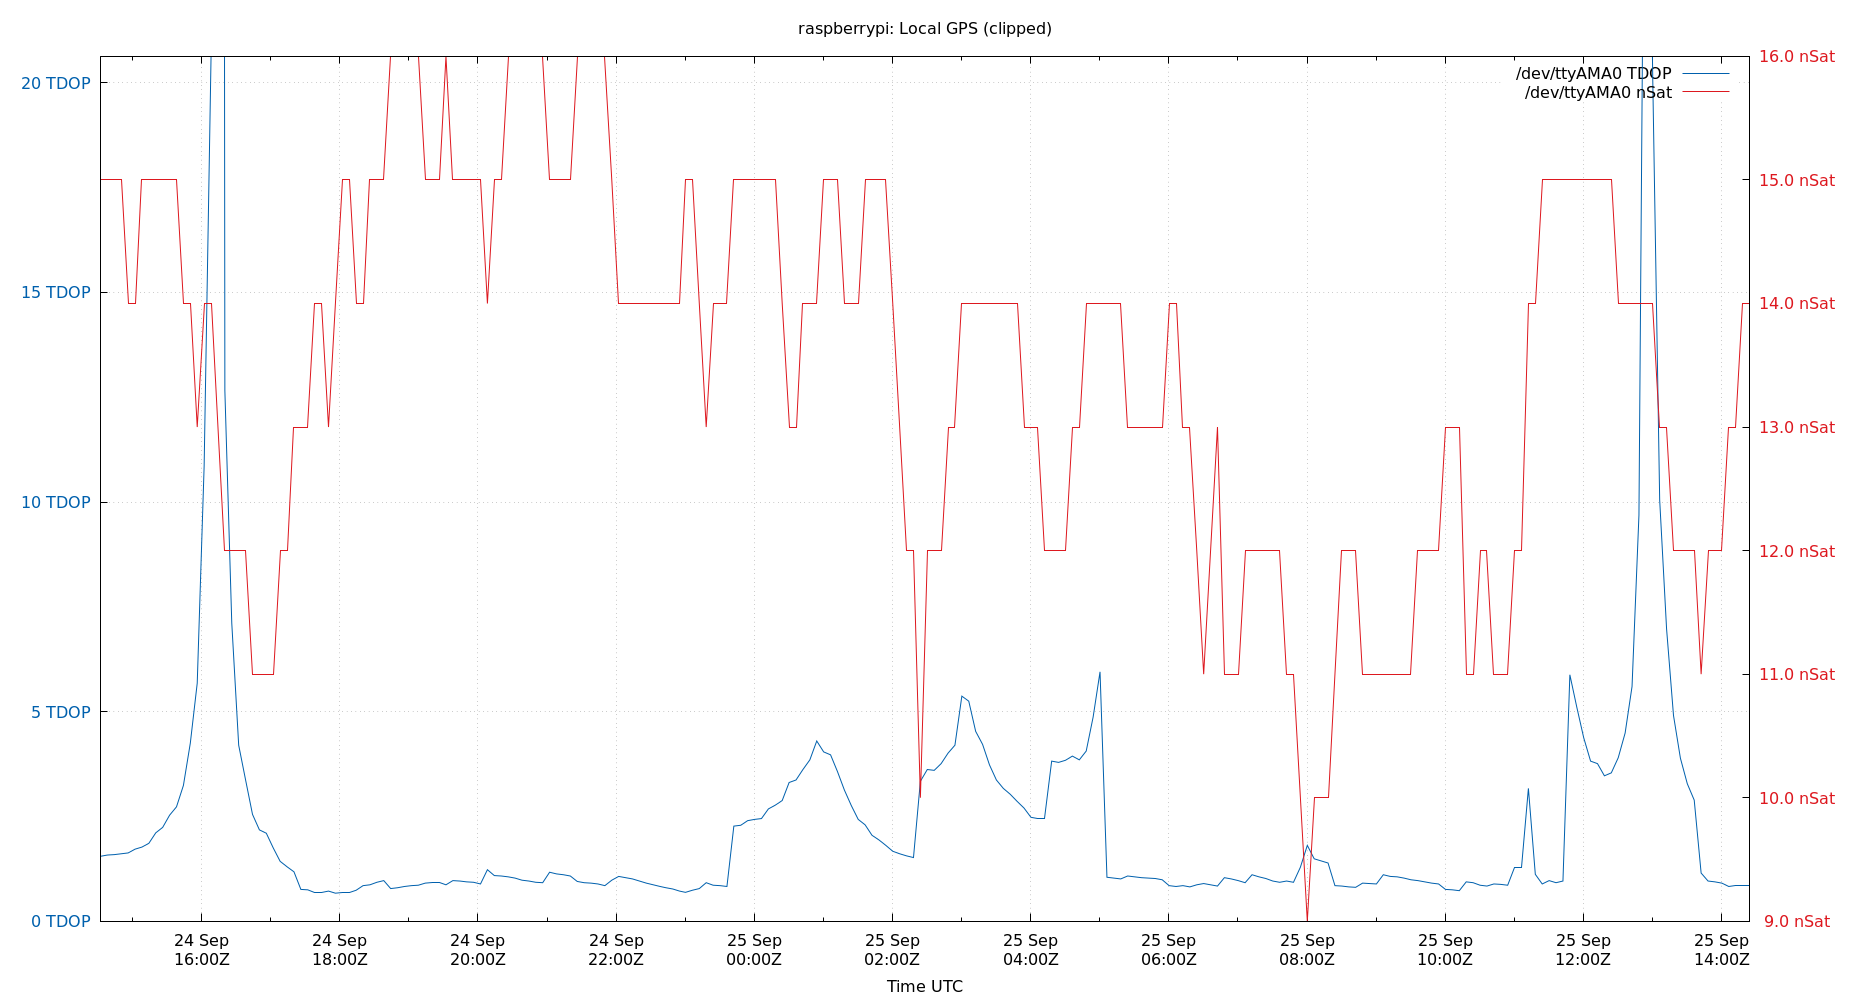 raspberrypi: Local GPS (clipped)
20 TDOP
15 TDOP
10 TDOP
5 TDOP
0 TDOP
/dev/ttyAMA0 TDOP
/dev/ttyAMA0 nSat
16.0 nSat
15.0 nSat
14.0 nSat
13.0 nSat
12.0 nSat
11.0 nSat
10.0 nSat
9.0 nSat
24 Sep 24 Sep 24 Sep 24 Sep 25 Sep 25 Sep 25 Sep 25 Sep 25 Sep 25 Sep 25 Sep 25 Sep
16:00Z 18:00Z 20:00Z 22:00Z 00:00Z 02:00Z 04:00Z 06:00Z 08:00Z 10:00Z 12:00Z 14:00Z
Time UTC